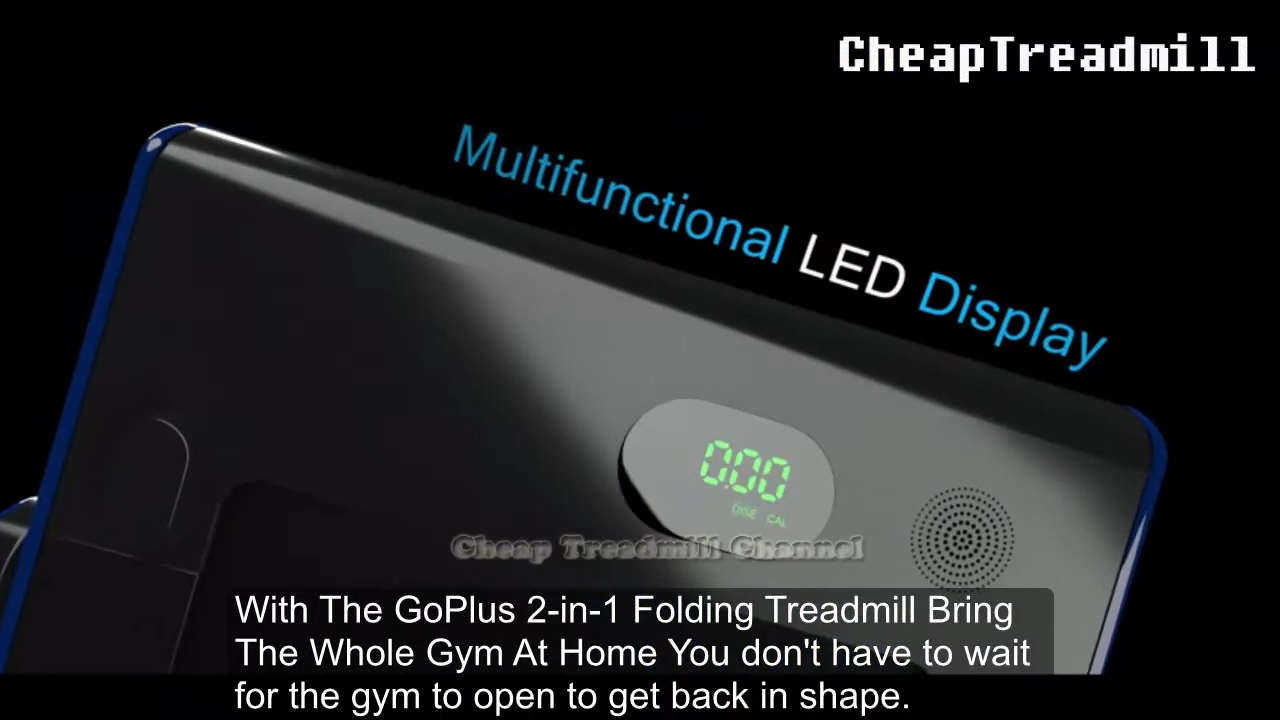 CheapTreadmill
Multifunctional LED Display
0.00
CAL
Cheap Treadmill Channel
With The GoPlus 2-in-1 Folding Treadmill Bring
The Whole Gym At Home You don't have to wait
for the gym to open to get back in shape.